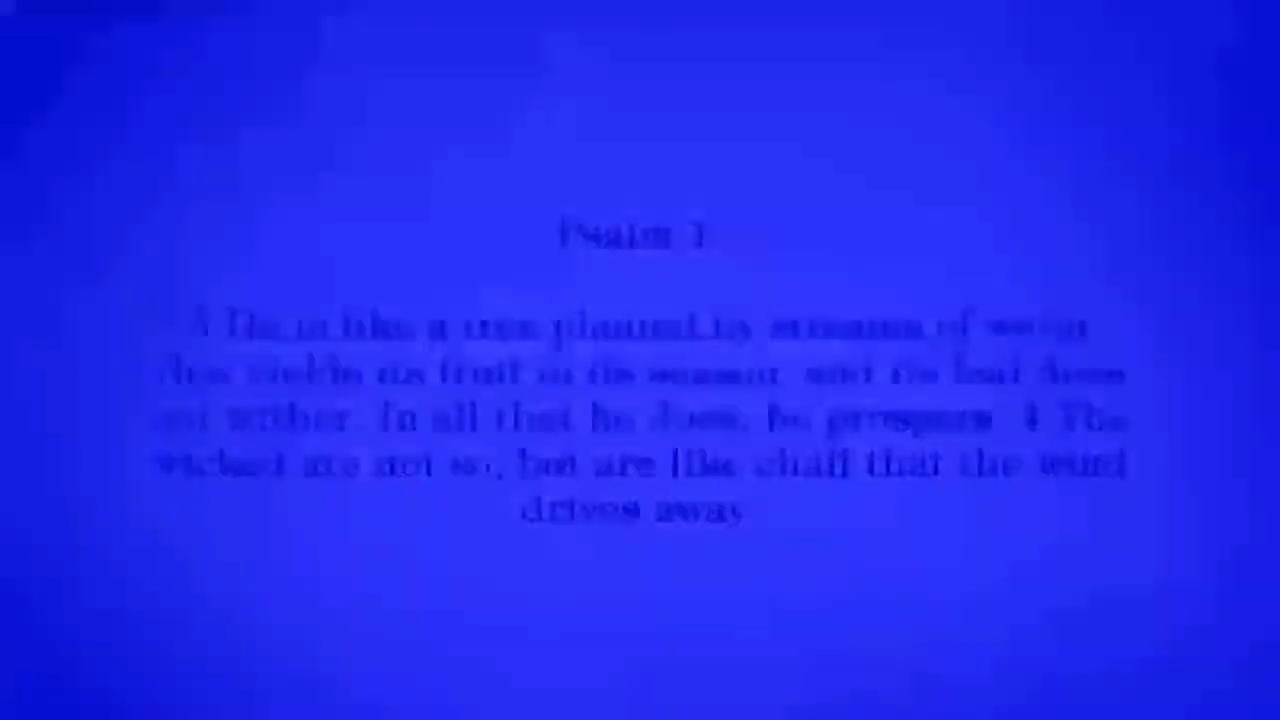 Psalm 1
3 He is like a tree planted by streams of water
that yields its fruit in its season, and its leaf does
not wither. In all that he does, he prospers. 4 The
wicked are not so, but are like chaff that the wind
drives away